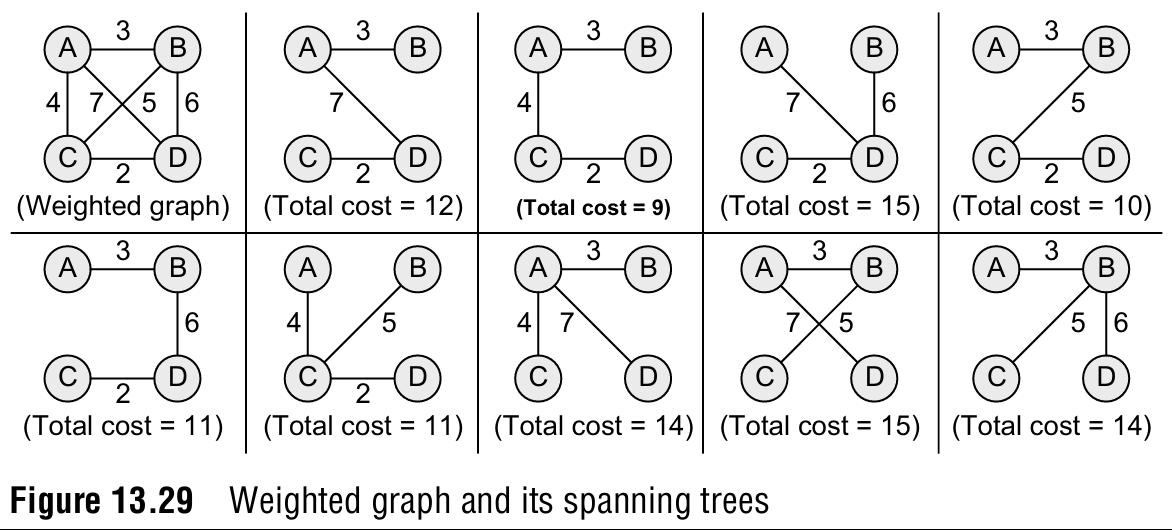 A 3 B
4 7 5 6
C 2 D
(Weighted graph)
A 3 B
7
C 2 D
(Total cost = 12)
A 3 B
4
C 2 D
(Total cost = 9)
A B
7 6
C 2 D
(Total cost = 15)
A 3 B
5
C 2 D
(Total cost = 10)
A 3 B
6
C 2 D
(Total cost = 11)
A B
4 5
C 2 D
(Total cost = 11)
A 3 B
4 7
C D
(Total cost = 14)
A 3 B
7 5
C D
(Total cost = 15)
A 3 B
5 6
C D
(Total cost = 14)
Figure 13.29 Weighted graph and its spanning trees